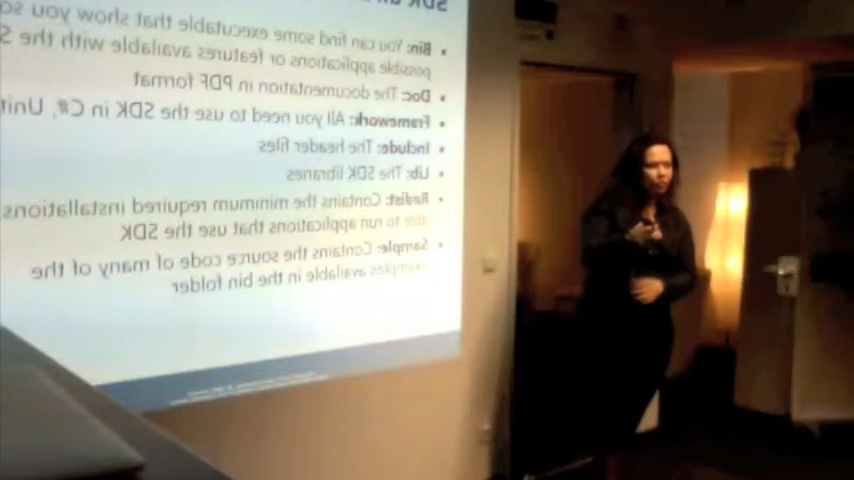 SDK
• Bin: You can find some executable that show you
possible applications or features available with the S
• Doc: The documentation in PDF format
• Framework: All you need to use the SDK in C#, Unit
• Include: The header files
• Lib: The SDK libraries
• Redist: Contains the minimum required installations
to run applications that use the SDK
• Sample: Contains the source code of many of the
examples available in the bin folder